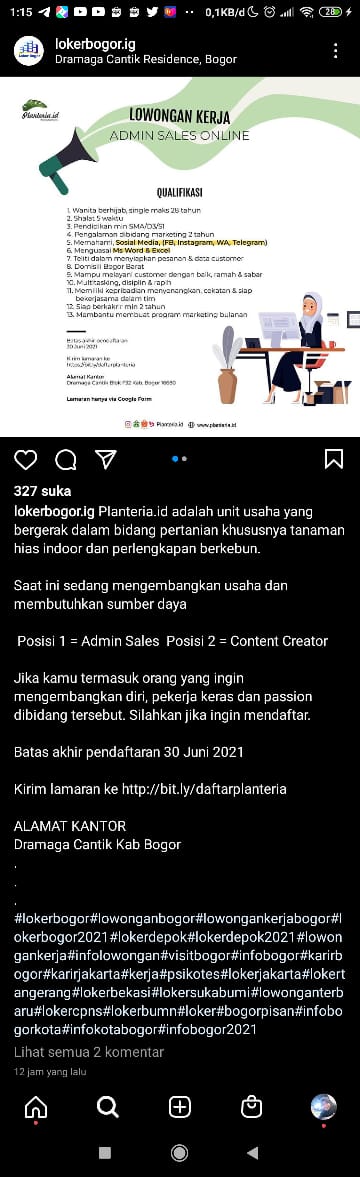 1:15
0,1KB/d
28
lokerbogor.ig
Dramaga Cantik Residence, Bogor
Planteria.id
LOWONGAN KERJA
ADMIN SALES ONLINE
QUALIFIKASI
1. Wanita berhijab, single maks 28 tahun
2. Shalat 5 waktu
3. Pendidikan min SMA/D3/S1
4. Pengalaman dibidang marketing 2 tahun
5. Memahami, Sosial Media, (FB, Instagram, WA, Telegram)
6. Menguasai Ms Word & Excel
7. Teliti dalam menyiapkan pesanan & data customer
8. Domisili Bogor Barat
9. Mampu melayani customer dengan baik, ramah & sabar
10. Multitasking, disiplin & rapih
11. Memiliki kepribadian menyenangkan, cekatan & siap
bekerjasama dalam tim
12. Siap berkarir min 2 tahun
13. Membantu membuat program marketing bulanan
Batas akhir pendaftaran
30 Juni 2021
Kirim lamaran ke
https://bit.ly/daftarplanteria
Alamat Kantor
Dramaga Cantik Blok F32 Kab. Bogor 16680
Lamaran hanya via Google Form
Planteria.id www.planteria.id
327 suka
lokerbogor.ig Planteria.id adalah unit usaha yang
bergerak dalam bidang pertanian khususnya tanaman
hias indoor dan perlengkapan berkebun.
Saat ini sedang mengembangkan usaha dan
membutuhkan sumber daya
Posisi 1 = Admin Sales Posisi 2 = Content Creator
Jika kamu termasuk orang yang ingin
mengembangkan diri, pekerja keras dan passion
dibidang tersebut. Silahkan jika ingin mendaftar.
Batas akhir pendaftaran 30 Juni 2021
Kirim lamaran ke http://bit.ly/daftarplanteria
ALAMAT KANTOR
Dramaga Cantik Kab Bogor
.
.
.
#lokerbogor#lowonganbogor#lowongankerjabogor#l
okerbogor2021#lokerdepok#lokerdepok2021#lowon
gankerja#infolowongan#visitbogor#infobogor#karirb
ogor#karirjakarta#kerja#psikotes#lokerjakarta#lokert
angerang#lokerbekasi#lokersukabumi#lowonganterb
aru#lokercpns#lokerbumn#loker#bogorpisan#infobo
gorkota#infokotabogor#infobogor2021
Lihat semua 2 komentar
12 jam yang lalu